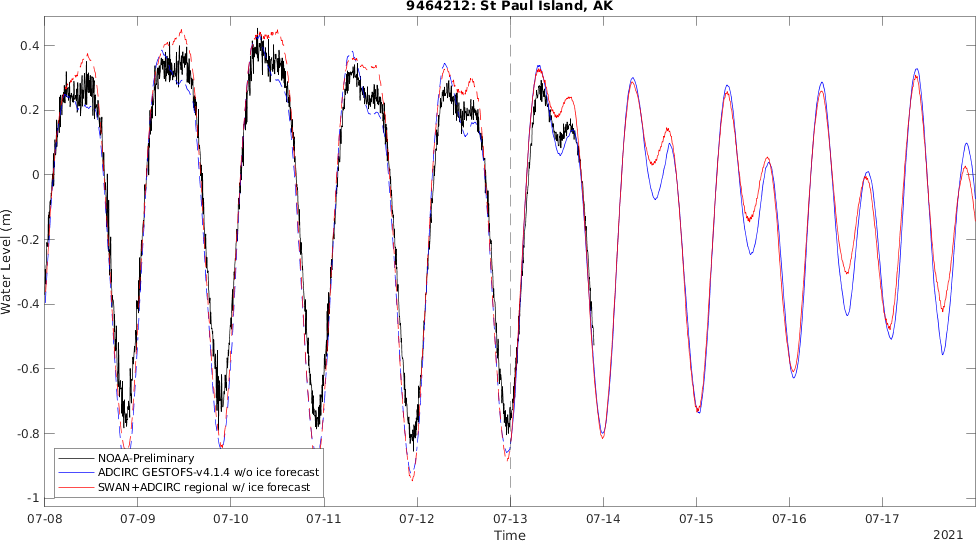 9464212: St Paul Island, AK
Water Level (m)
0.4
0.2
0
-0.2
-0.4
-0.6
-0.8
-1
NOAA-Preliminary
ADCIRC GESTOFS-v4.1.4 w/o ice forecast
SWAN+ADCIRC regional w/ ice forecast
07-08 07-09 07-10 07-11 07-12 07-13 07-14 07-15 07-16 07-17
2021
Time